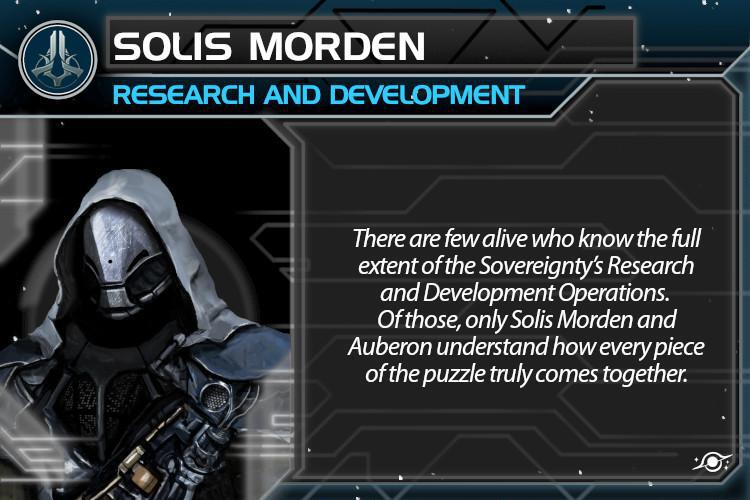 SOLIS MORDEN
RESEARCH AND DEVELOPMENT
There are few alive who know the full
extent of the Sovereignty's Research
and Development Operations.
Of those, only Solis Morden and
Auberon understand how every piece
of the puzzle truly comes together.